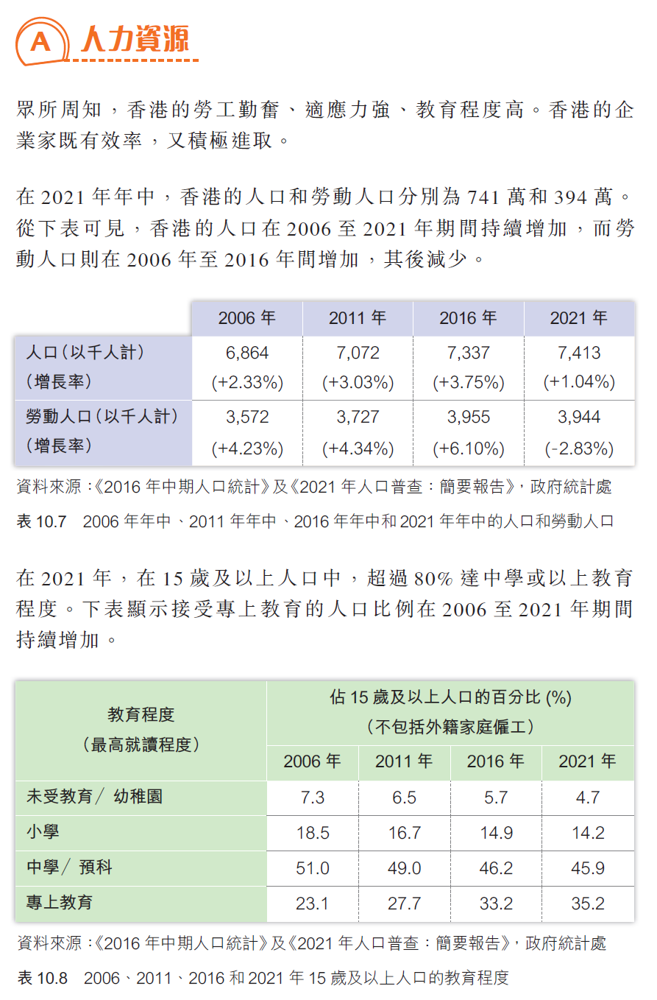 A 人力資源
眾所周知，香港的勞工勤奮、適應力強、教育程度高。香港的企
業家既有效率，又積極進取。
在 2021 年年中，香港的人口和勞動人口分別為 741 萬和 394 萬。
從下表可見，香港的人口在 2006 至 2021 年期間持續增加，而勞
動人口則在 2006 年至 2016 年間增加，其後減少。
2006 年 2011 年 2016 年 2021 年
人口（以千人計） 6,864 7,072 7,337 7,413
（增長率） (+2.33%) (+3.03%) (+3.75%) (+1.04%)
勞動人口（以千人計） 3,572 3,727 3,955 3,944
（增長率） (+4.23%) (+4.34%) (+6.10%) (-2.83%)
資料來源：《2016 年中期人口統計》及《2021 年人口普查：簡要報告》，政府統計處
表 10.7 2006 年年中、2011 年年中、2016 年年中和 2021 年年中的人口和勞動人口
在 2021 年，在 15 歲及以上人口中，超過 80% 達中學或以上教育
程度。下表顯示接受專上教育的人口比例在 2006 至 2021 年期間
持續增加。
教育程度
（最高就讀程度）
佔 15 歲及以上人口的百分比 (%)
（不包括外籍家庭僱工）
2006 年 2011 年 2016 年 2021 年
未受教育／幼稚園 7.3 6.5 5.7 4.7
小學 18.5 16.7 14.9 14.2
中學／預科 51.0 49.0 46.2 45.9
專上教育 23.1 27.7 33.2 35.2
資料來源：《2016 年中期人口統計》及《2021 年人口普查：簡要報告》，政府統計處
表 10.8 2006、2011、2016 和 2021 年 15 歲及以上人口的教育程度